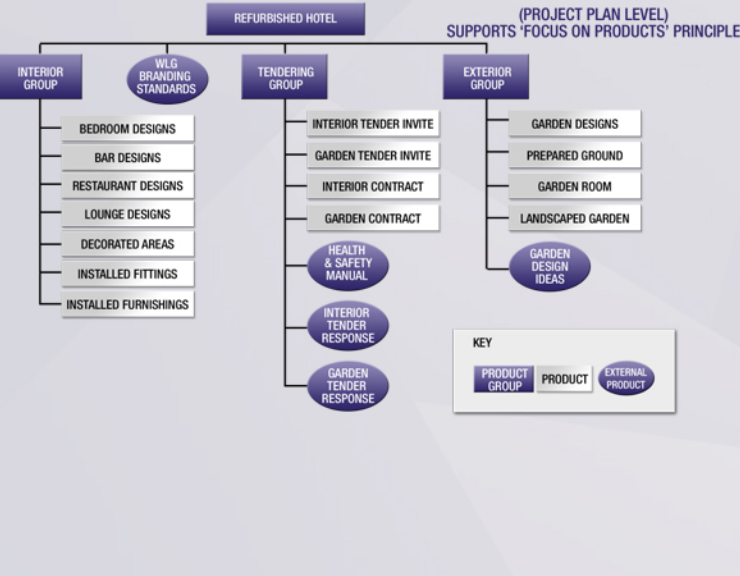 REFURBISHED HOTEL
(PROJECT PLAN LEVEL)
SUPPORTS ‘FOCUS ON PRODUCTS’ PRINCIPLE
INTERIOR
GROUP
WLG
BRANDING
STANDARDS
TENDERING
GROUP
EXTERIOR
GROUP
BEDROOM DESIGNS
BAR DESIGNS
RESTAURANT DESIGNS
LOUNGE DESIGNS
DECORATED AREAS
INSTALLED FITTINGS
INSTALLED FURNISHINGS
INTERIOR TENDER INVITE
GARDEN TENDER INVITE
INTERIOR CONTRACT
GARDEN CONTRACT
HEALTH
& SAFETY
MANUAL
INTERIOR
TENDER
RESPONSE
GARDEN
TENDER
RESPONSE
GARDEN DESIGNS
PREPARED GROUND
GARDEN ROOM
LANDSCAPED GARDEN
GARDEN
DESIGN
IDEAS
KEY
PRODUCT
GROUP
PRODUCT
EXTERNAL
PRODUCT